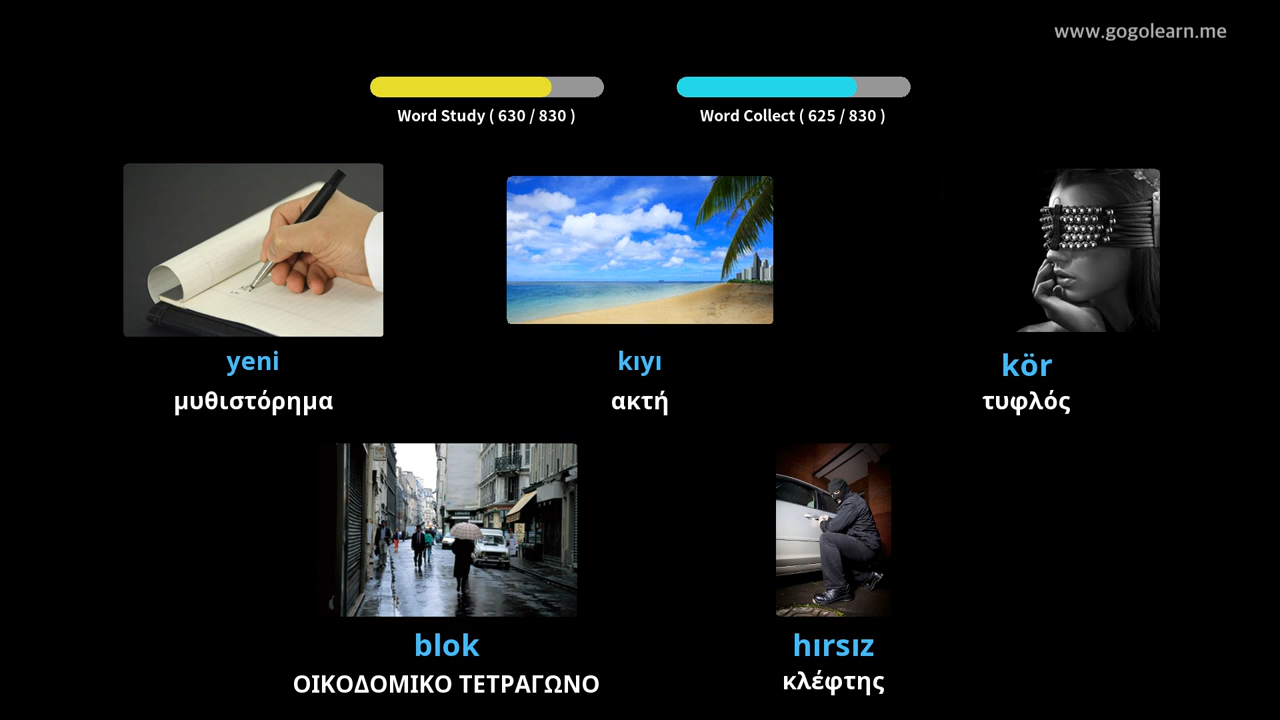 www.gogolearn.me
Word Study ( 630 / 830 )
Word Collect ( 625 / 830 )
yeni
μυθιστόρημα
kıyı
ακτή
kör
τυφλός
blok
ΟΙΚΟΔΟΜΙΚΟ ΤΕΤΡΑΓΩΝΟ
hırsız
κλέφτης